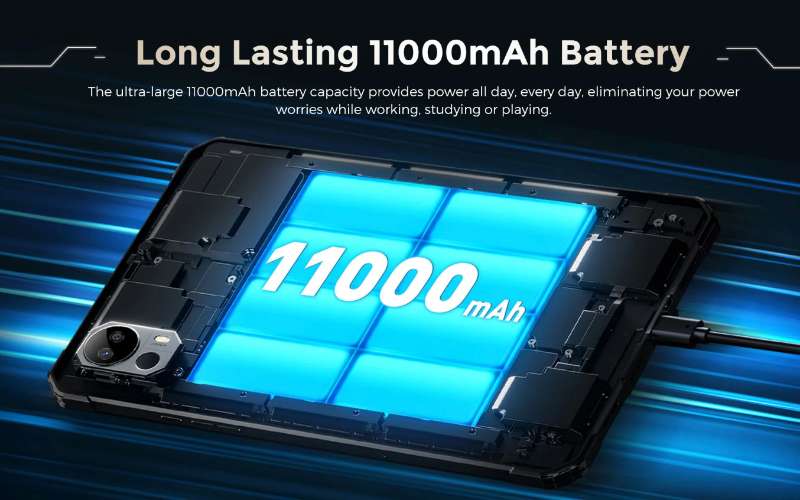 Long Lasting 11000mAh Battery
The ultra-large 11000mAh battery capacity provides power all day, every day, eliminating your power
worries while working, studying or playing.
11000mAh